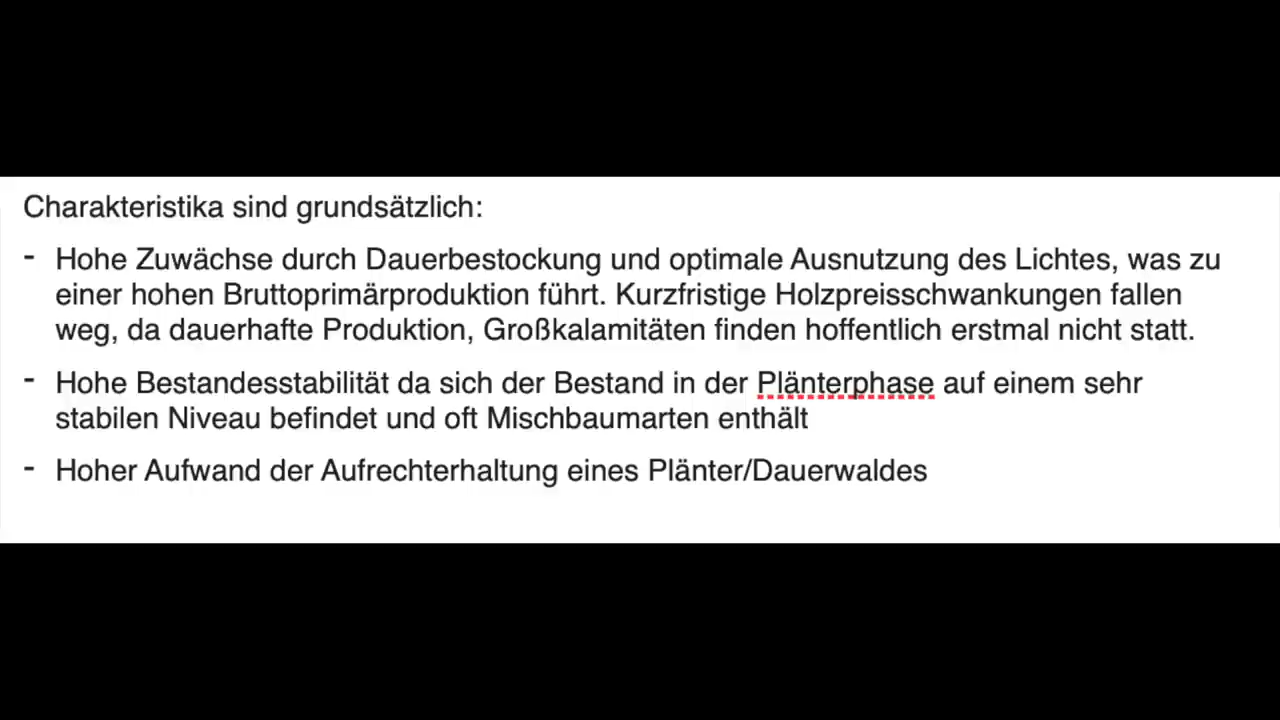 Charakteristika sind grundsätzlich:
- Hohe Zuwächse durch Dauerbestockung und optimale Ausnutzung des Lichtes, was zu
einer hohen Bruttoprimärproduktion führt. Kurzfristige Holzpreisschwankungen fallen
weg, da dauerhafte Produktion, Großkalamitäten finden hoffentlich erstmal nicht statt.
- Hohe Bestandesstabilität da sich der Bestand in der Plänterphase auf einem sehr
stabilen Niveau befindet und oft Mischbaumarten enthält
- Hoher Aufwand der Aufrechterhaltung eines Plänter/Dauerwaldes